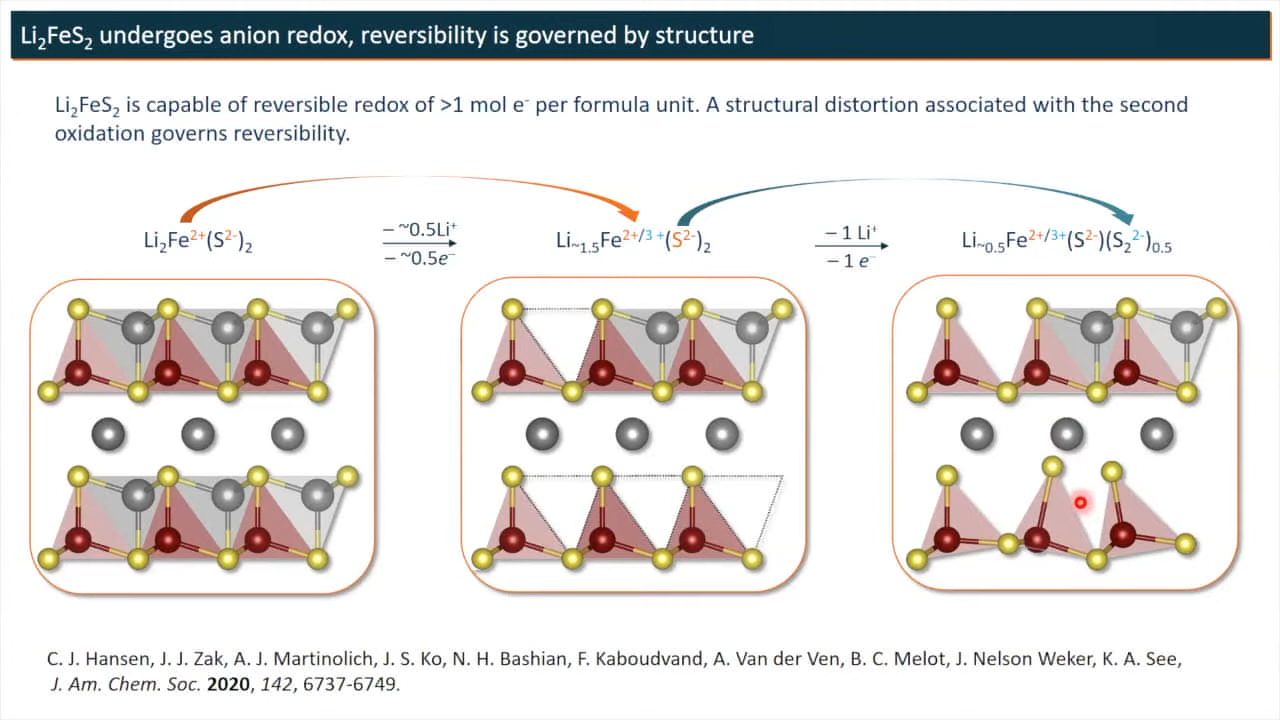 Li₂FeS₂ undergoes anion redox, reversibility is governed by structure
Li₂FeS₂ is capable of reversible redox of >1 mol e⁻ per formula unit. A structural distortion associated with the second
oxidation governs reversibility.
Li₂Fe²⁺(S²⁻)₂
– ~0.5Li⁺
– ~0.5e⁻
Li~₁.₅Fe²⁺/³⁺(S²⁻)₂
– 1 Li⁺
– 1 e⁻
Li~₀.₅Fe²⁺/³⁺(S²⁻)(S₂²⁻)₀.₅
C. J. Hansen, J. J. Zak, A. J. Martinolich, J. S. Ko, N. H. Bashian, F. Kaboudvand, A. Van der Ven, B. C. Melot, J. Nelson Weker, K. A. See,
J. Am. Chem. Soc. 2020, 142, 6737-6749.